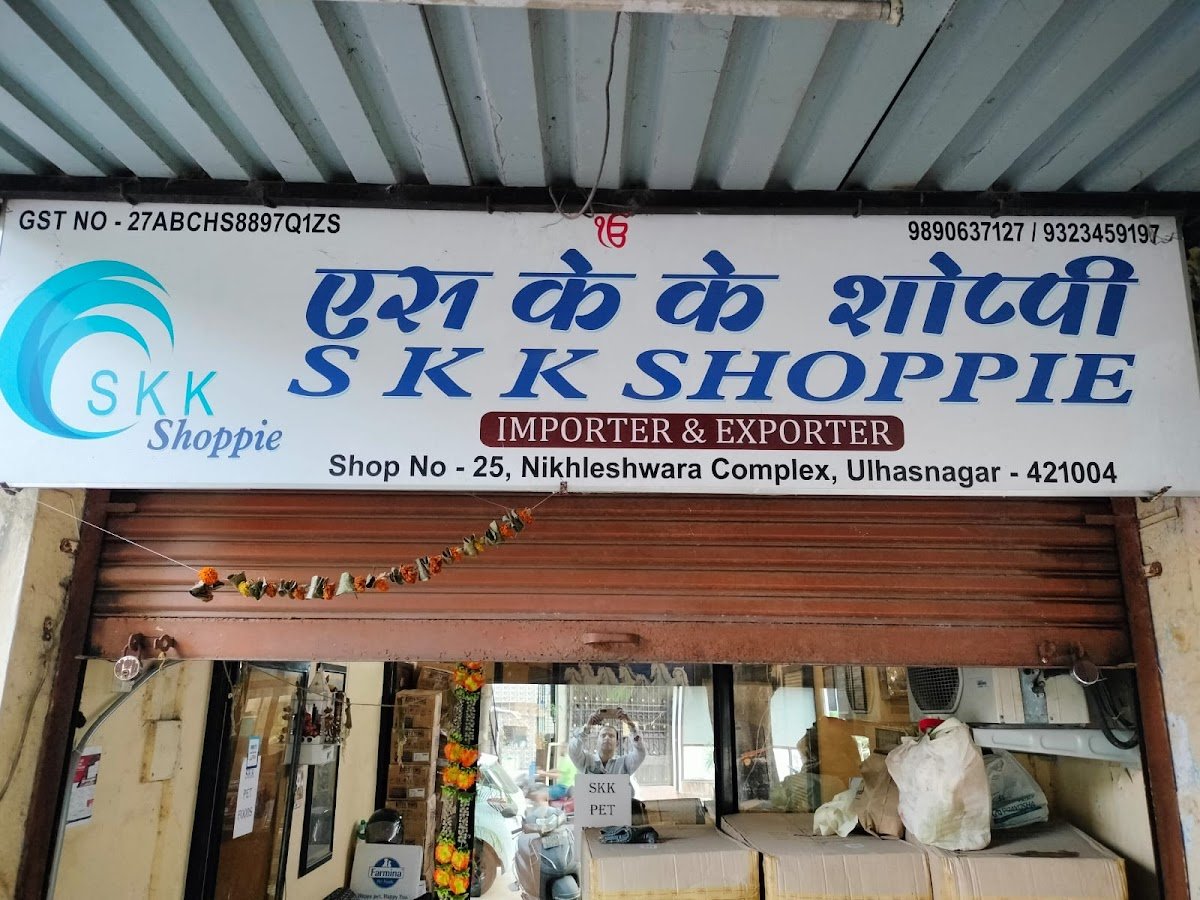 GST NO - 27ABCHS8897Q1ZS
ੴ
9890637127 / 9323459197
एस के के शोप्पी
S K K SHOPPIE
SKK
Shoppie
IMPORTER & EXPORTER
Shop No - 25, Nikhleshwara Complex, Ulhasnagar - 421004
SKK
PET
PET
Farmina